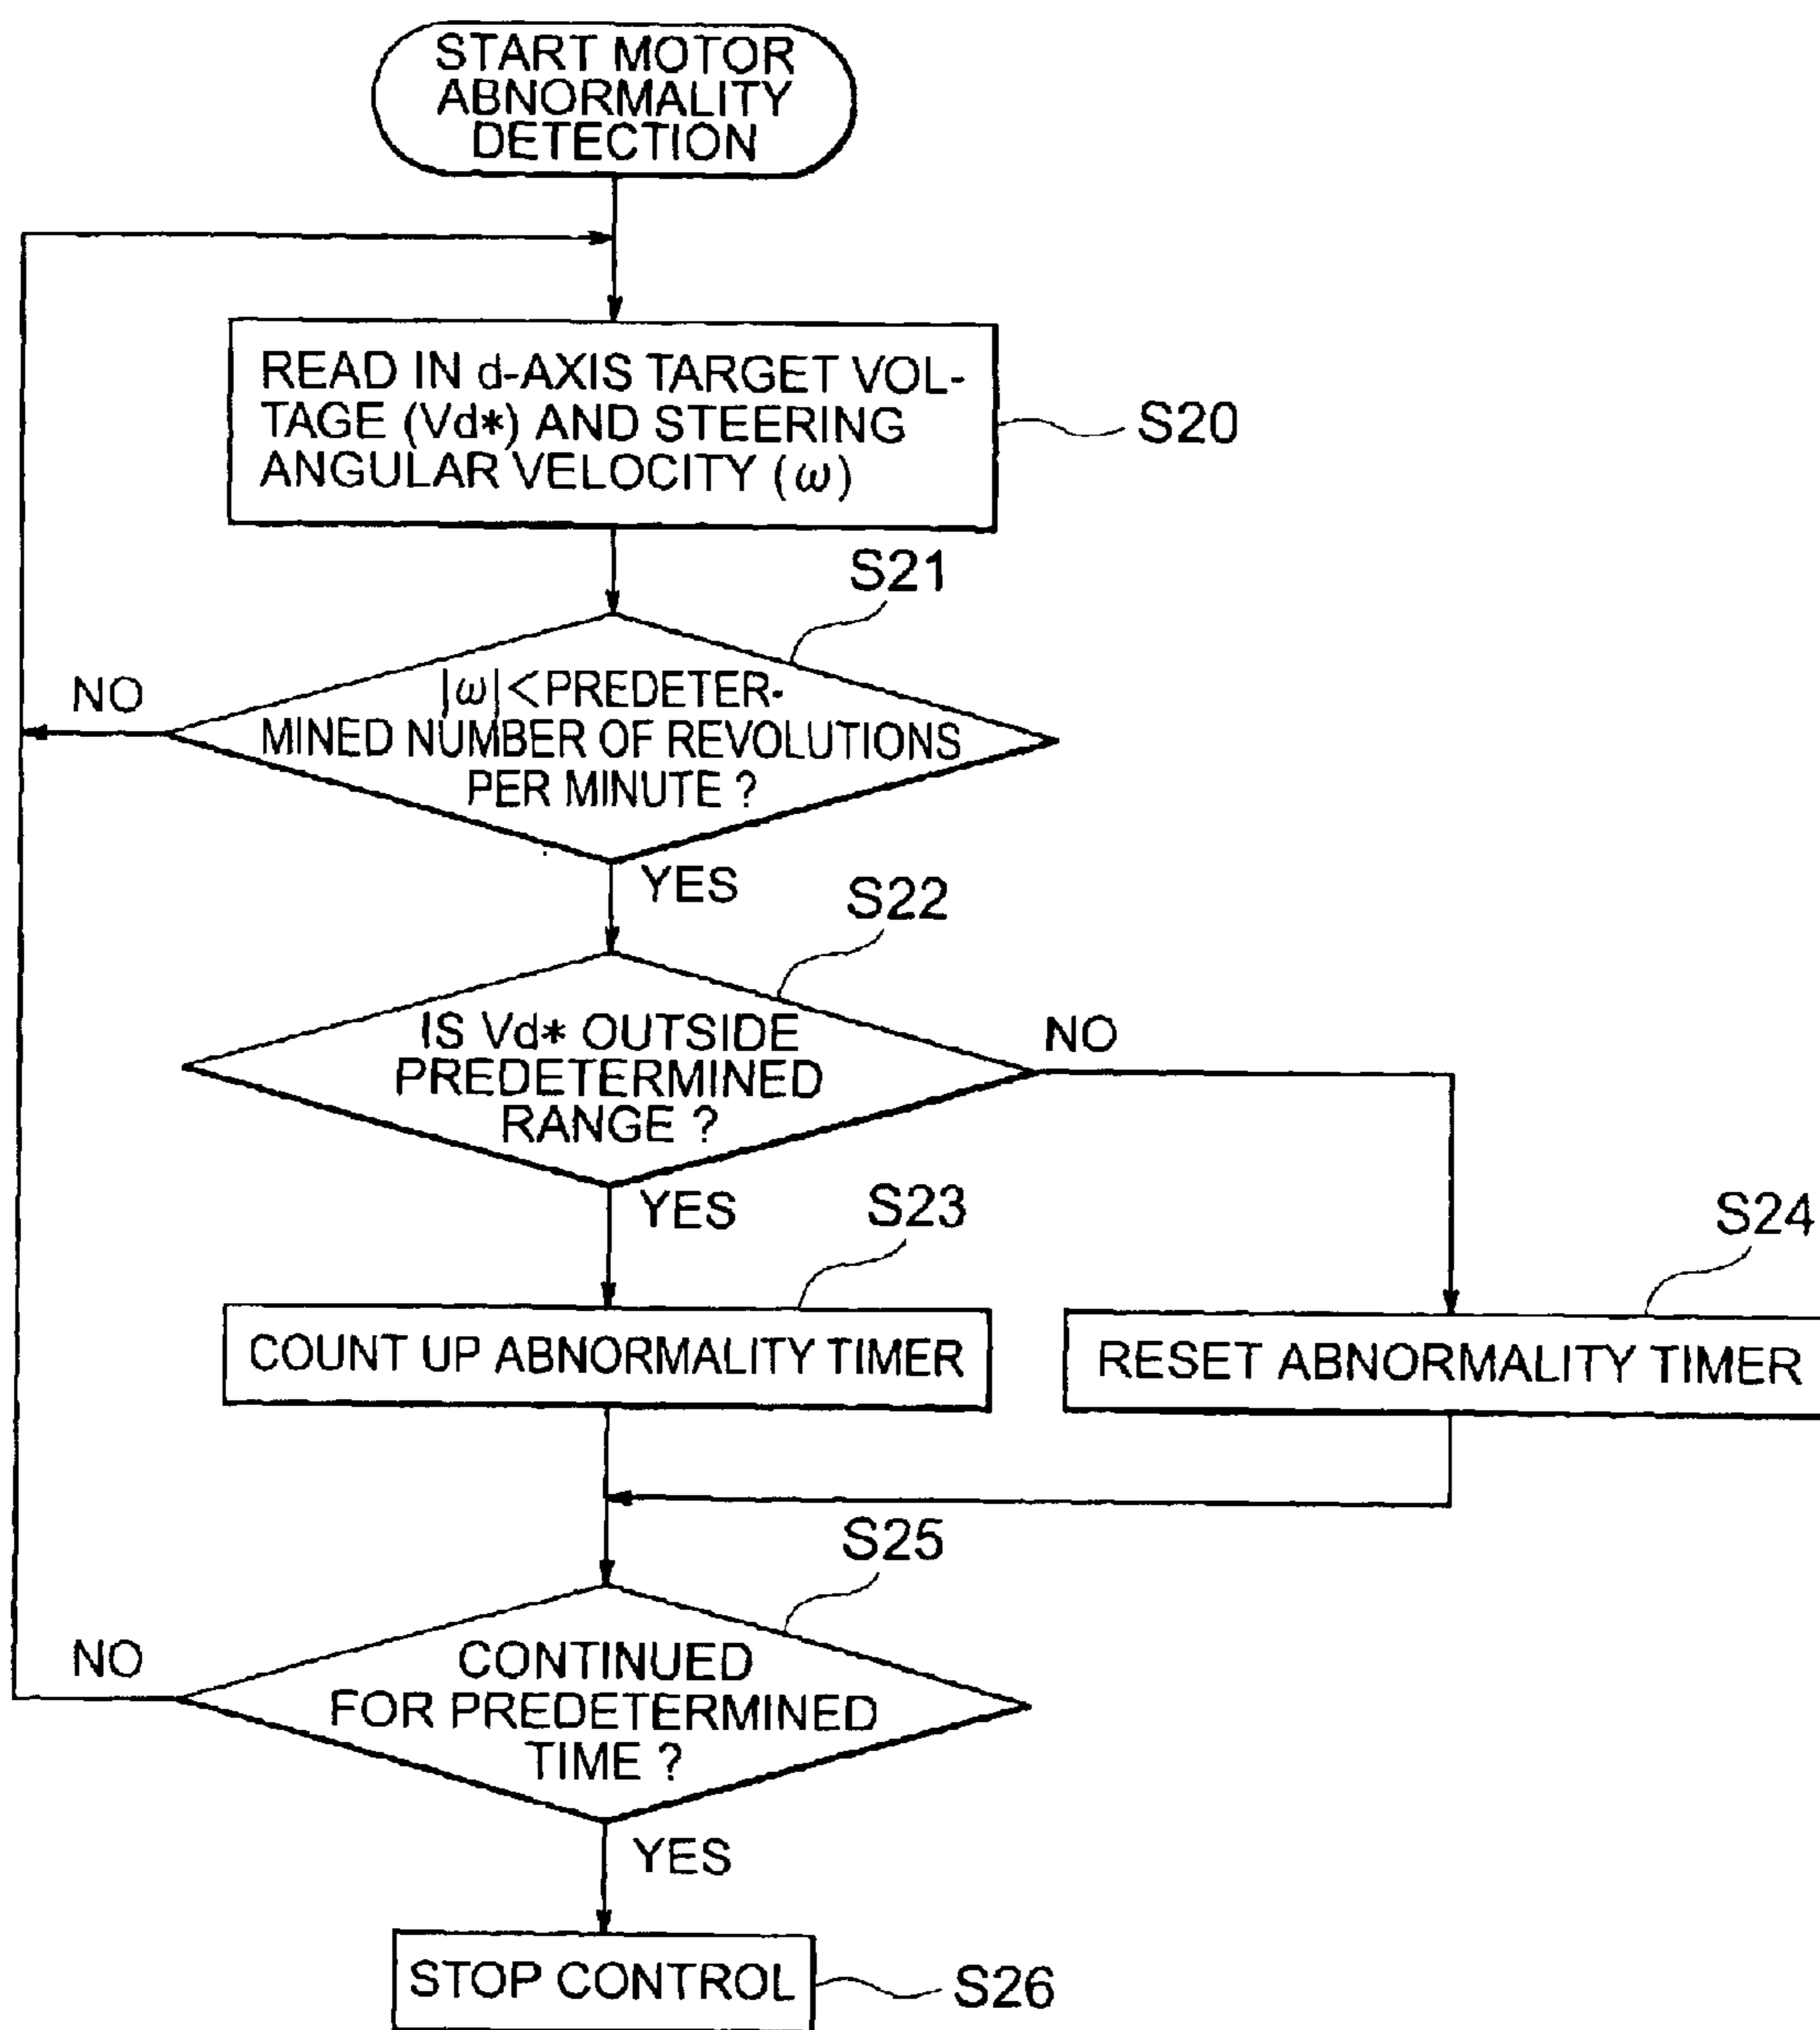 START MOTOR
ABNORMALITY
DETECTION
READ IN d-AXIS TARGET VOL-
TAGE (Vd*) AND STEERING
ANGULAR VELOCITY (ω)
S20
S21
NO
|ω|<PREDETER-
MINED NUMBER OF REVOLUTIONS
PER MINUTE ?
YES
S22
IS Vd* OUTSIDE
PREDETERMINED
RANGE ?
NO
YES
S23
S24
COUNT UP ABNORMALITY TIMER
RESET ABNORMALITY TIMER
S25
NO
CONTINUED
FOR PREDETERMINED
TIME ?
YES
STOP CONTROL
S26